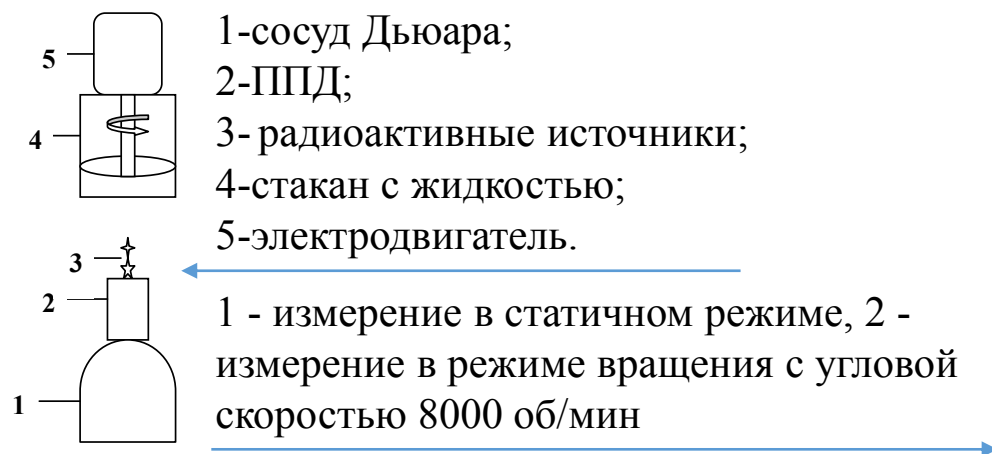 1-сосуд Дьюара;
2-ППД;
3- радиоактивные источники;
4-стакан с жидкостью;
5-электродвигатель.
5
4
3
2
1
1 - измерение в статичном режиме, 2 -
измерение в режиме вращения с угловой
скоростью 8000 об/мин